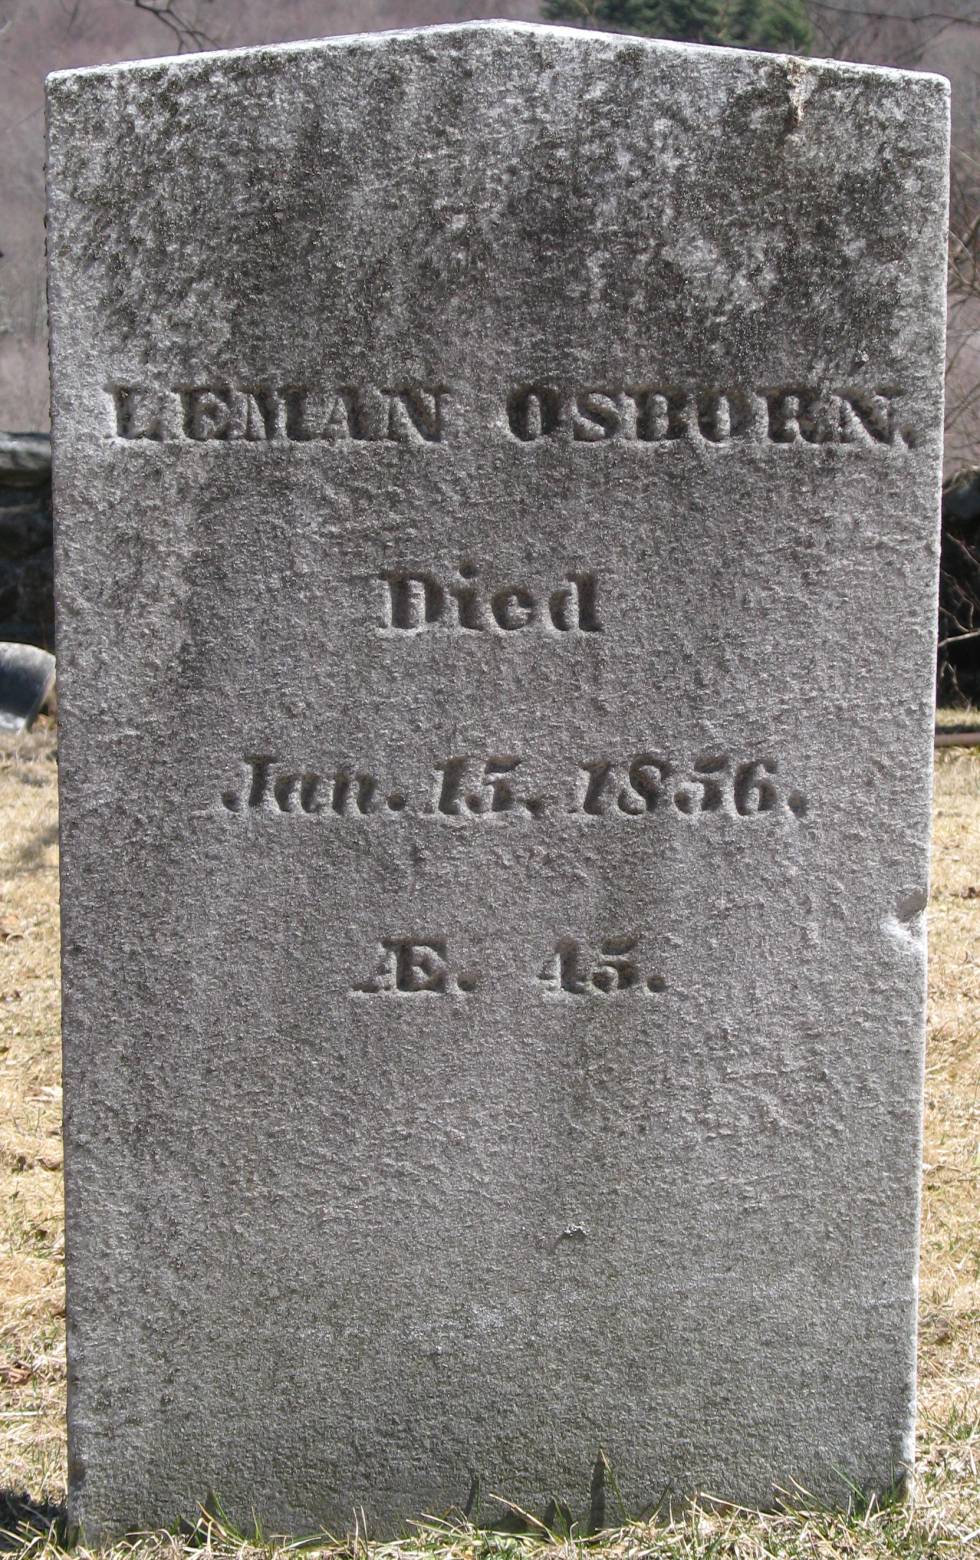 LEMAN OSBORN.
Died
Jan. 15, 1856.
Æ. 45.